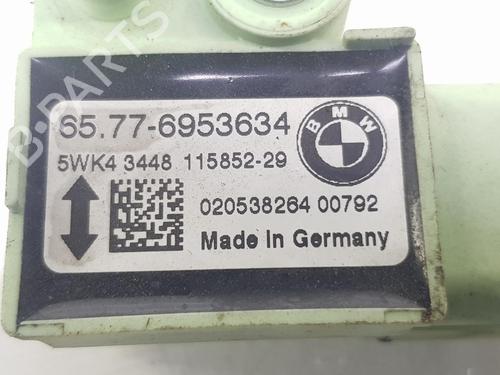 65.77-6953634
BMW
5WK4 3448 115852-29
020538264 00792
Made In Germany
B-PARTS